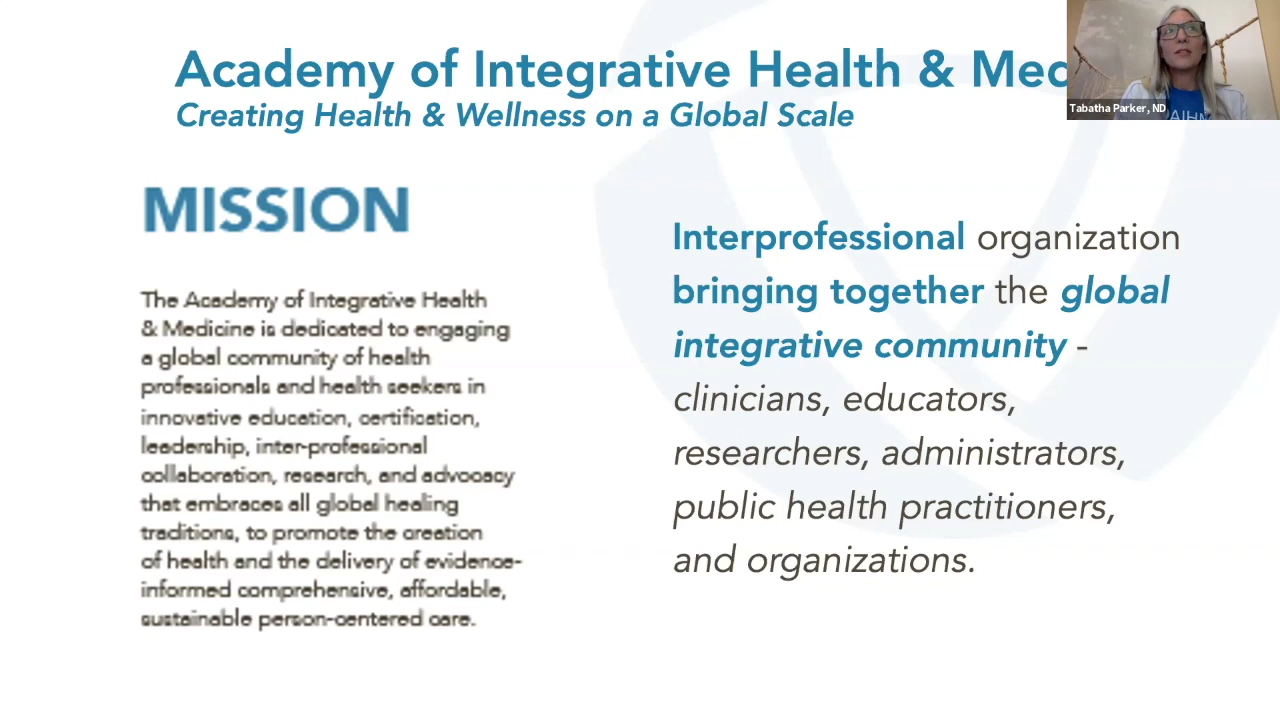 Academy of Integrative Health & Med
Creating Health & Wellness on a Global Scale
Tabatha Parker, ND
AIHM
MISSION
The Academy of Integrative Health
& Medicine is dedicated to engaging
a global community of health
professionals and health seekers in
innovative education, certification,
leadership, inter-professional
collaboration, research, and advocacy
that embraces all global healing
traditions, to promote the creation
of health and the delivery of evidence-
informed comprehensive, affordable,
sustainable person-centered care.
Interprofessional organization
bringing together the global
integrative community -
clinicians, educators,
researchers, administrators,
public health practitioners,
and organizations.